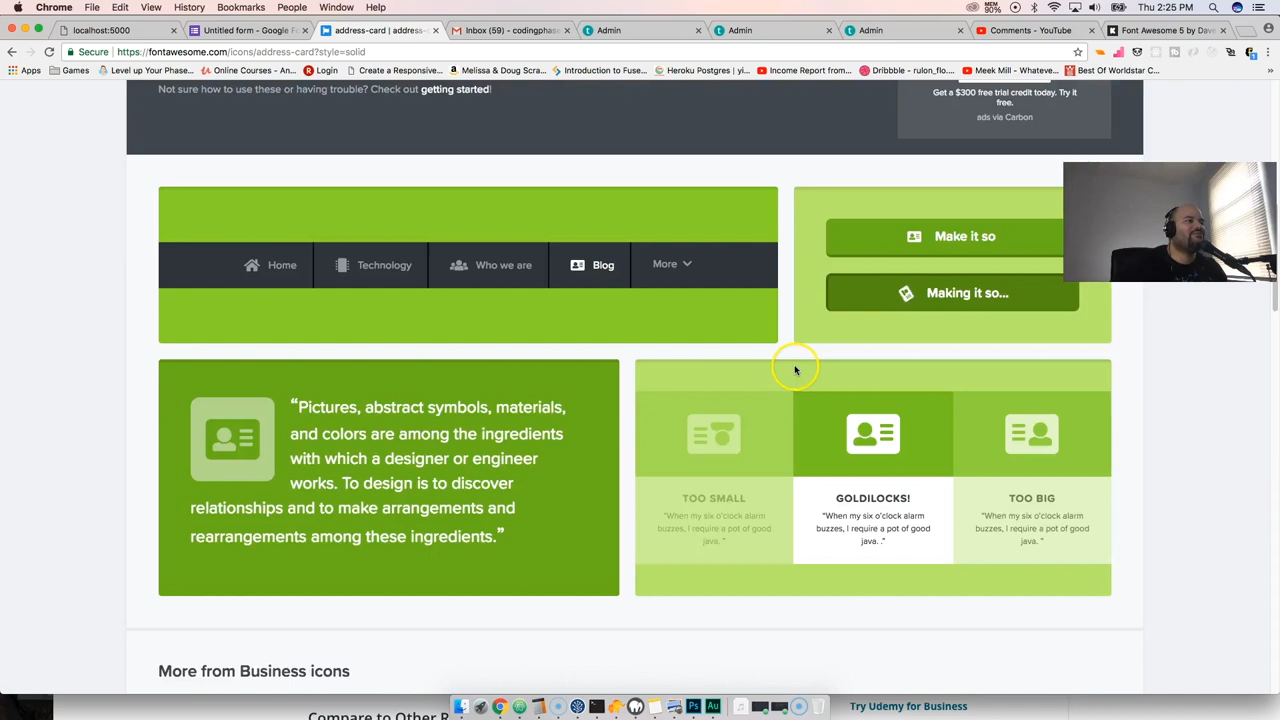 Chrome File Edit View History Bookmarks People Window Help
MEM 90% Thu 2:25 PM
localhost:5000
Untitled form - Google Fo
address-card | address-c
Inbox (59) - codingphase
Admin
Admin
Admin
Comments - YouTube
Font Awesome 5 by Dave
Secure https://fontawesome.com/icons/address-card?style=solid
Apps Games Level up Your Phase... Online Courses - An... Login Create a Responsive... Melissa & Doug Scra... Introduction to Fuse... Heroku Postgres | yi... Income Report from... Dribbble - rulon_flo... Meek Mill - Whateve... Best Of Worldstar C
Not sure how to use these or having trouble? Check out getting started!
Get a $300 free trial credit today. Try it
free.
ads via Carbon
Home Technology Who we are Blog More
Make it so
Making it so...
“Pictures, abstract symbols, materials,
and colors are among the ingredients
with which a designer or engineer
works. To design is to discover
relationships and to make arrangements and
rearrangements among these ingredients.”
TOO SMALL
“When my six o'clock alarm
buzzes, I require a pot of good
java. ”
GOLDILOCKS!
“When my six o'clock alarm
buzzes, I require a pot of good
java. .”
TOO BIG
“When my six o'clock alarm
buzzes, I require a pot of good
java. ”
More from Business icons
Compare to Other R
Try Udemy for Business
Ps Au